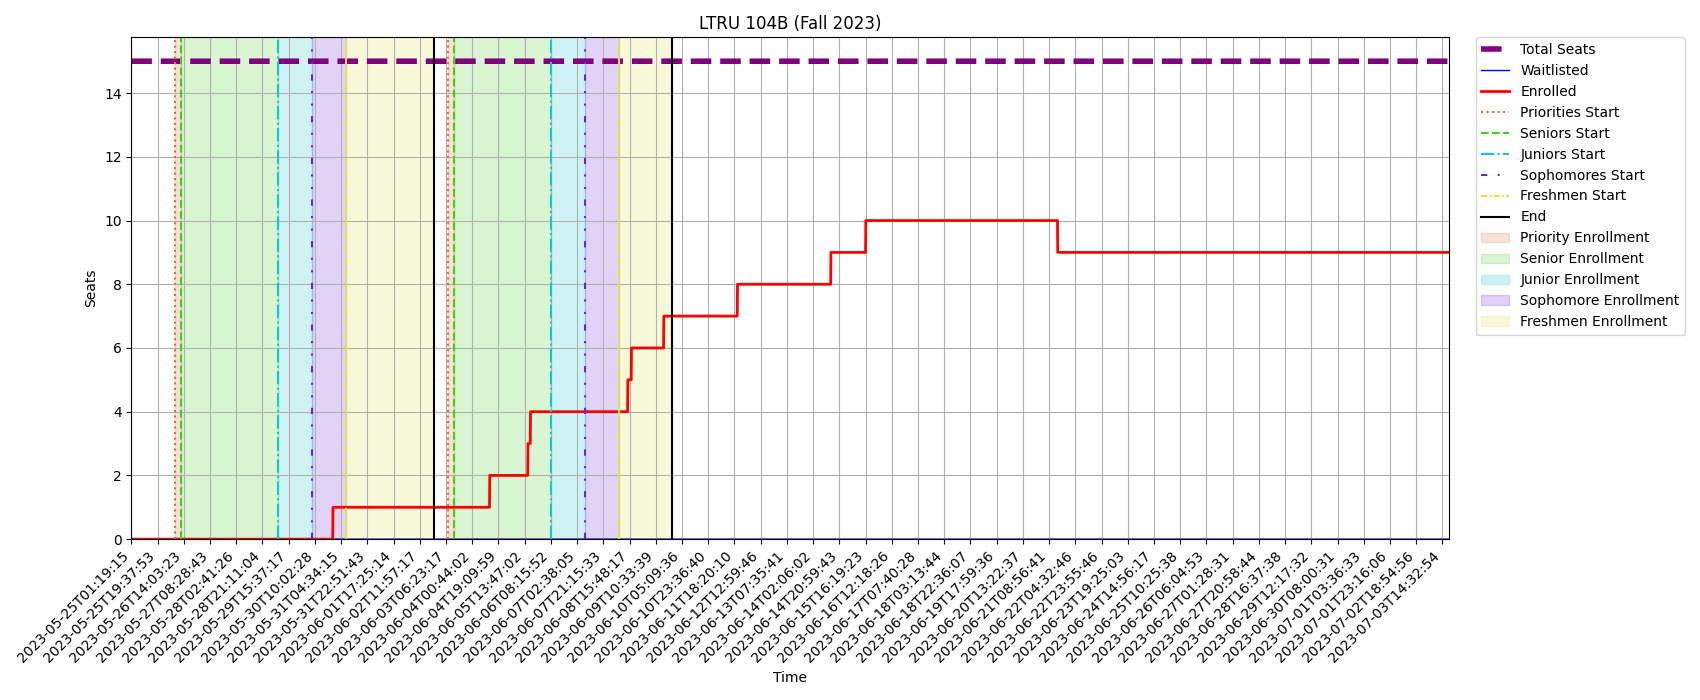 LTRU 104B (Fall 2023)
Seats
14
12
10
8
6
4
2
0
2023-05-25T01:19:15
2023-05-25T19:37:53
2023-05-26T14:03:23
2023-05-27T08:28:43
2023-05-28T02:41:26
2023-05-28T21:11:04
2023-05-29T15:37:17
2023-05-30T10:02:28
2023-05-31T04:34:15
2023-05-31T22:51:43
2023-06-01T17:25:14
2023-06-02T11:57:17
2023-06-03T06:23:17
2023-06-04T00:44:02
2023-06-04T19:09:59
2023-06-05T13:47:02
2023-06-06T08:15:52
2023-06-07T02:38:05
2023-06-07T21:15:33
2023-06-08T15:48:17
2023-06-09T10:33:39
2023-06-10T05:09:36
2023-06-10T23:36:40
2023-06-11T18:20:10
2023-06-12T12:59:46
2023-06-13T07:35:41
2023-06-14T02:06:02
2023-06-14T20:59:43
2023-06-15T16:19:23
2023-06-16T12:18:26
2023-06-17T07:40:28
2023-06-18T03:13:44
2023-06-18T22:36:07
2023-06-19T17:59:36
2023-06-20T13:22:37
2023-06-21T08:56:41
2023-06-22T04:32:46
2023-06-22T23:55:46
2023-06-23T19:25:03
2023-06-24T14:56:17
2023-06-25T10:25:38
2023-06-26T06:04:53
2023-06-27T01:28:31
2023-06-27T20:58:44
2023-06-28T16:37:38
2023-06-29T12:17:32
2023-06-30T08:00:31
2023-07-01T03:36:33
2023-07-01T23:16:06
2023-07-02T18:54:56
2023-07-03T14:32:54
Time
Total Seats
Waitlisted
Enrolled
Priorities Start
Seniors Start
Juniors Start
Sophomores Start
Freshmen Start
End
Priority Enrollment
Senior Enrollment
Junior Enrollment
Sophomore Enrollment
Freshmen Enrollment